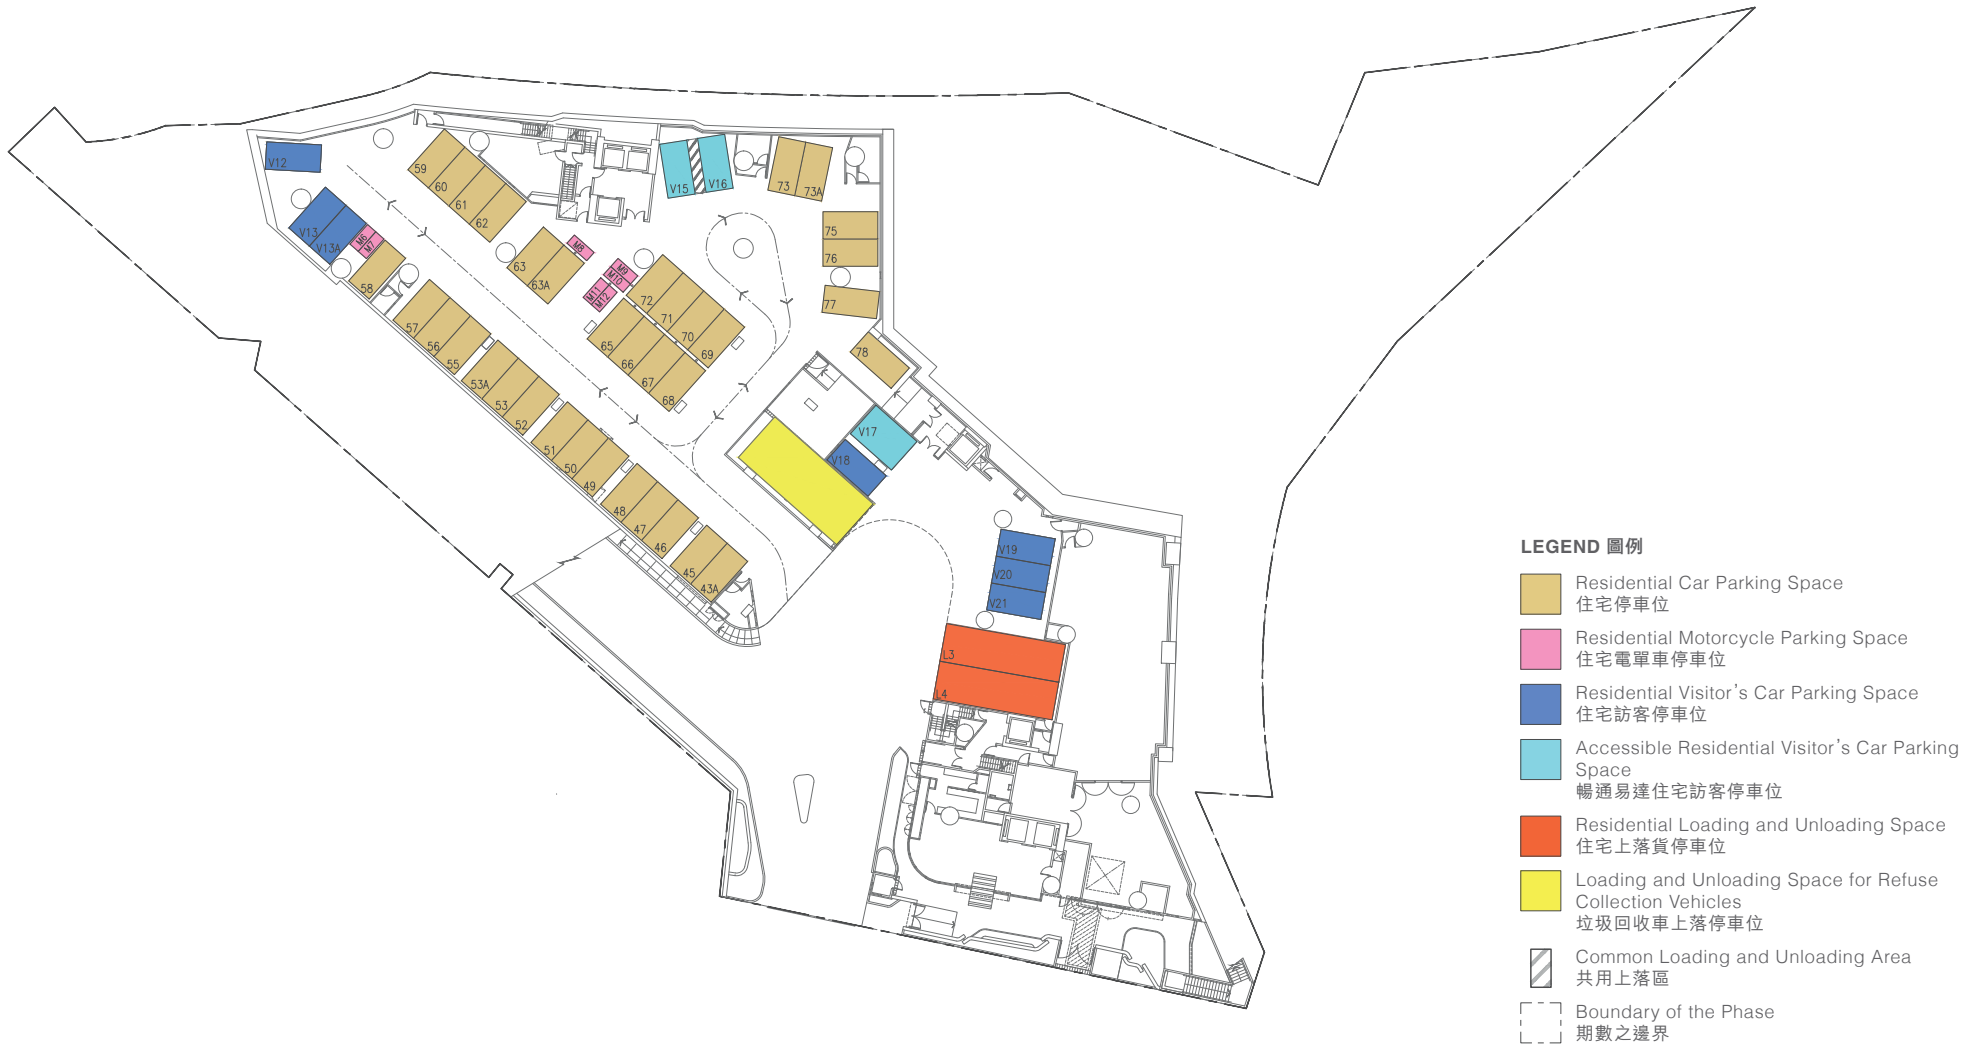 V12
59
60
61
62
V15
V16
73
73A
V13
V13A
M6
M7
58
63
63A
M8
M9
M10
M11
M12
75
76
77
78
72
71
70
69
65
66
67
68
57
56
55
53A
53
52
51
50
49
48
47
46
45
43A
V17
V18
V19
V20
V21
L3
L4
LEGEND 圖例
Residential Car Parking Space
住宅停車位
Residential Motorcycle Parking Space
住宅電單車停車位
Residential Visitor's Car Parking Space
住宅訪客停車位
Accessible Residential Visitor's Car Parking
Space
暢通易達住宅訪客停車位
Residential Loading and Unloading Space
住宅上落貨停車位
Loading and Unloading Space for Refuse
Collection Vehicles
垃圾回收車上落停車位
Common Loading and Unloading Area
共用上落區
Boundary of the Phase
期數之邊界